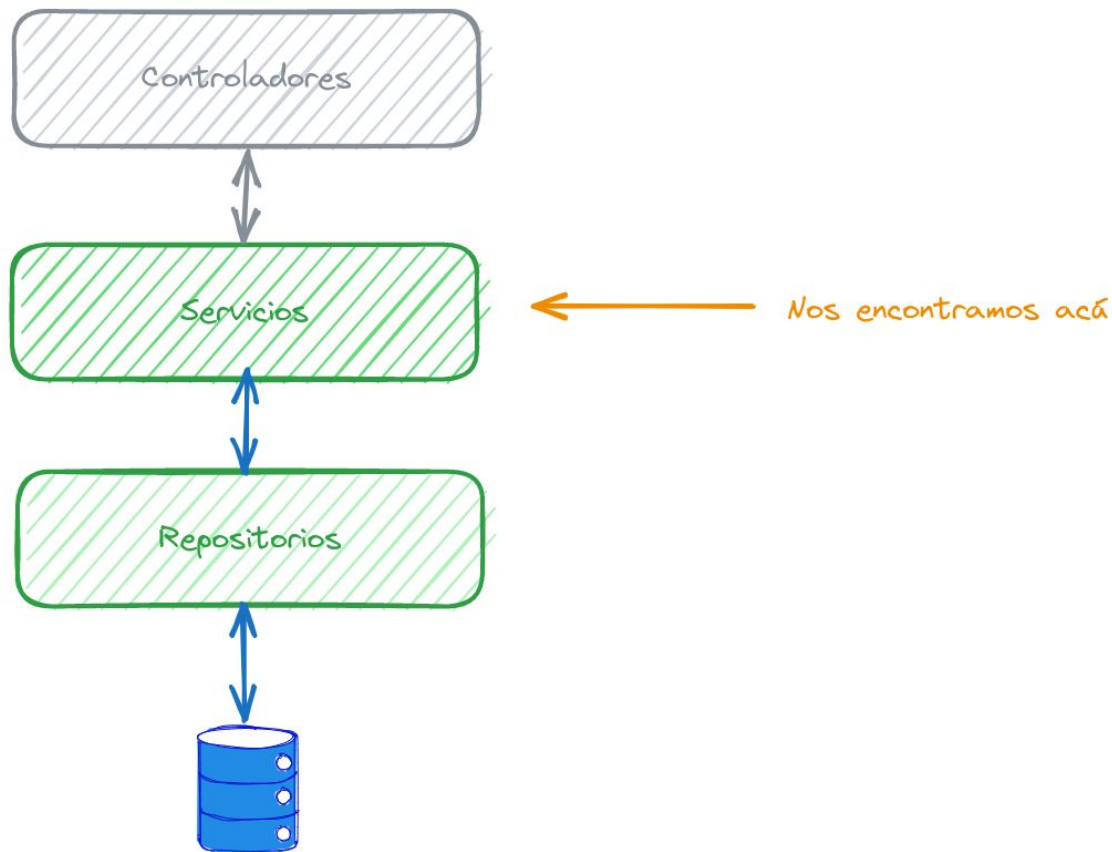 Controladores
Servicios
Nos encontramos acá
Repositorios